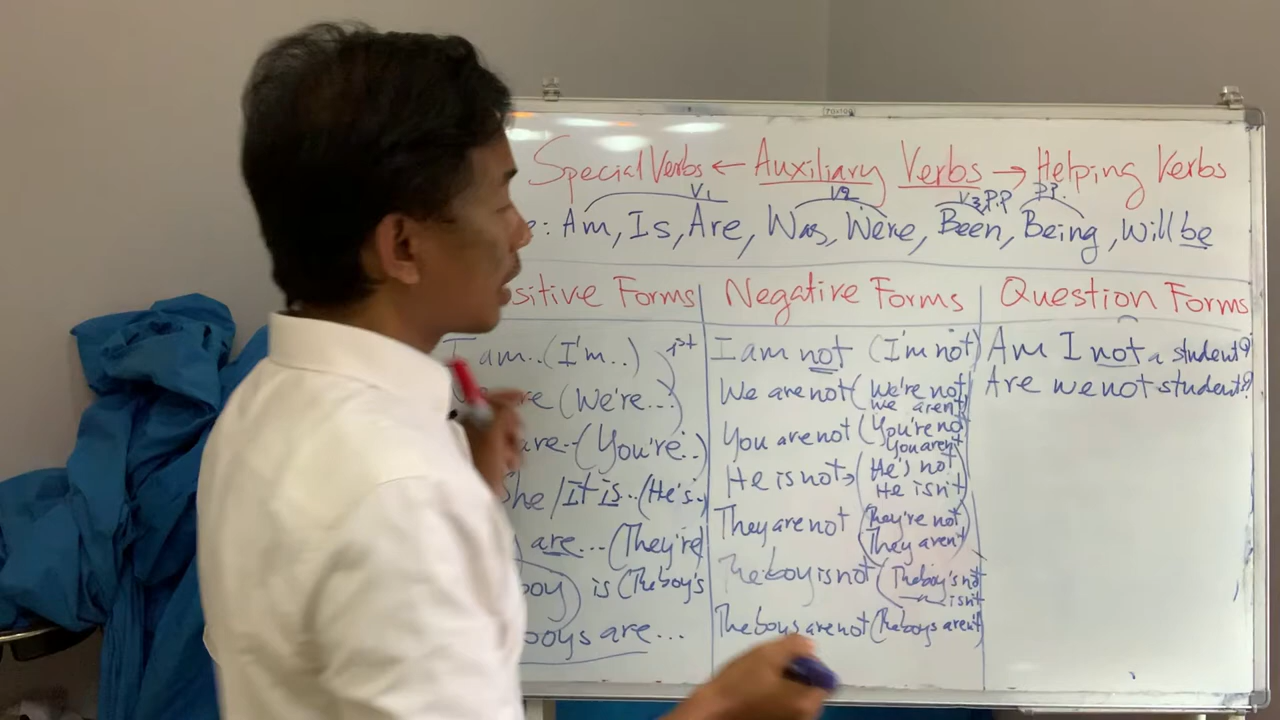 Special Verbs ← Auxiliary Verbs → Helping Verbs
V1 V2 V3 P.P P.P.
: Am, Is, Are, Was, Were, Been, Being, Will be
sitive Forms Negative Forms Question Forms
I am.. (I'm..) 1st I am not (I'm not) Am I not a student?
re (We're...) We are not (We're not Are we not students?
we aren't)
are.. (You're..) You are not (You're not
you aren't
She/It is.. (He's.. He is not → (He's not
He isn't
are... (They're) They are not (They're not
They aren't)
boy) is (The boy's The boy is not (The boy's not
isn't
boys are... The boys are not (The boys aren't)